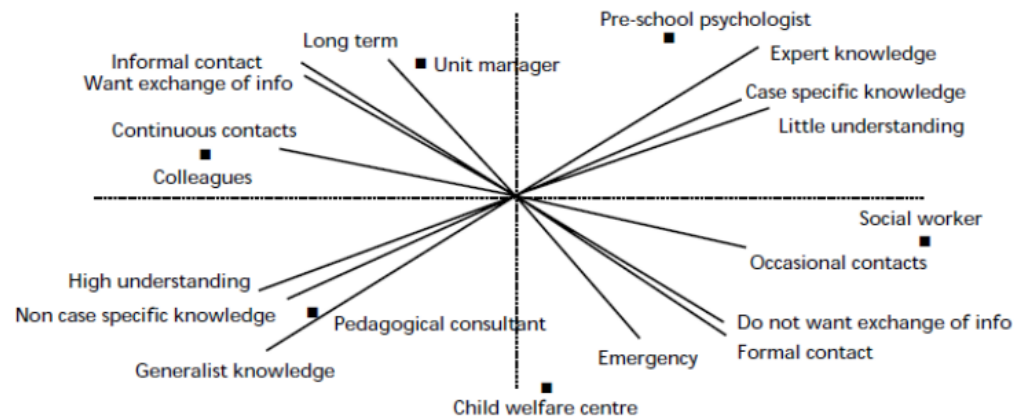 Pre-school psychologist
Long term
Informal contact
Unit manager
Expert knowledge
Want exchange of info
Case specific knowledge
Continuous contacts
Little understanding
Colleagues
Social worker
Occasional contacts
High understanding
Non case specific knowledge
Pedagogical consultant
Do not want exchange of info
Formal contact
Emergency
Generalist knowledge
Child welfare centre